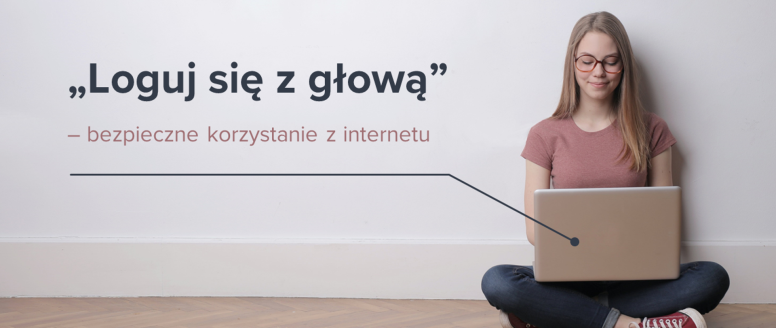 „Loguj się z głową”
– bezpieczne korzystanie z internetu